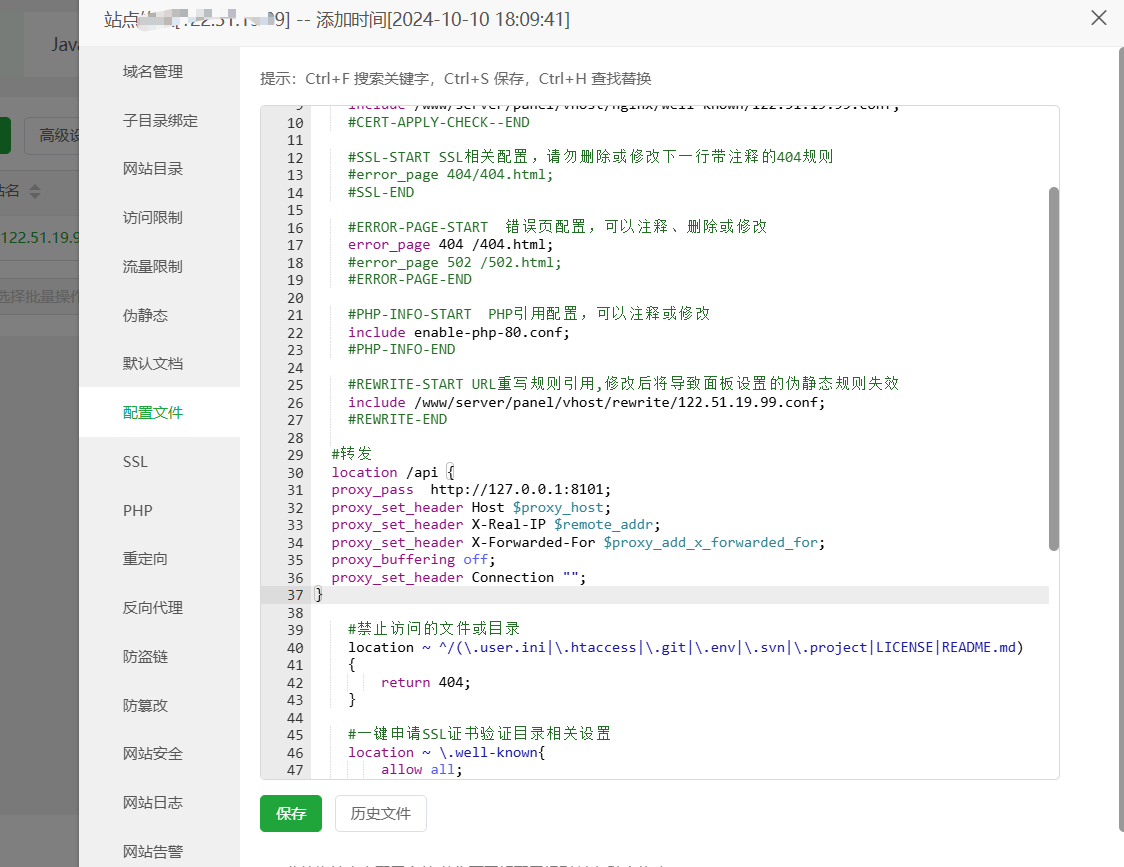 站点 9] -- 添加时间[2024-10-10 18:09:41]
Jav
高级设
站名
122.51.19.9
选择批量操作
域名管理
子目录绑定
网站目录
访问限制
流量限制
伪静态
默认文档
配置文件
SSL
PHP
重定向
反向代理
防盗链
防篡改
网站安全
网站日志
网站告警
提示：Ctrl+F 搜索关键字，Ctrl+S 保存，Ctrl+H 查找替换
9 include /www/server/panel/vhost/nginx/well-known/122.51.19.99.conf;
10 #CERT-APPLY-CHECK--END
11
12 #SSL-START SSL相关配置，请勿删除或修改下一行带注释的404规则
13 #error_page 404/404.html;
14 #SSL-END
15
16 #ERROR-PAGE-START  错误页配置，可以注释、删除或修改
17 error_page 404 /404.html;
18 #error_page 502 /502.html;
19 #ERROR-PAGE-END
20
21 #PHP-INFO-START  PHP引用配置，可以注释或修改
22 include enable-php-80.conf;
23 #PHP-INFO-END
24
25 #REWRITE-START URL重写规则引用,修改后将导致面板设置的伪静态规则失效
26 include /www/server/panel/vhost/rewrite/122.51.19.99.conf;
27 #REWRITE-END
28
29 #转发
30 location /api {
31 proxy_pass  http://127.0.0.1:8101;
32 proxy_set_header Host $proxy_host;
33 proxy_set_header X-Real-IP $remote_addr;
34 proxy_set_header X-Forwarded-For $proxy_add_x_forwarded_for;
35 proxy_buffering off;
36 proxy_set_header Connection "";
37 }
38
39 #禁止访问的文件或目录
40 location ~ ^/(\.user.ini|\.htaccess|\.git|\.env|\.svn|\.project|LICENSE|README.md)
41 {
42 return 404;
43 }
44
45 #一键申请SSL证书验证目录相关设置
46 location ~ \.well-known{
47 allow all;
保存
历史文件